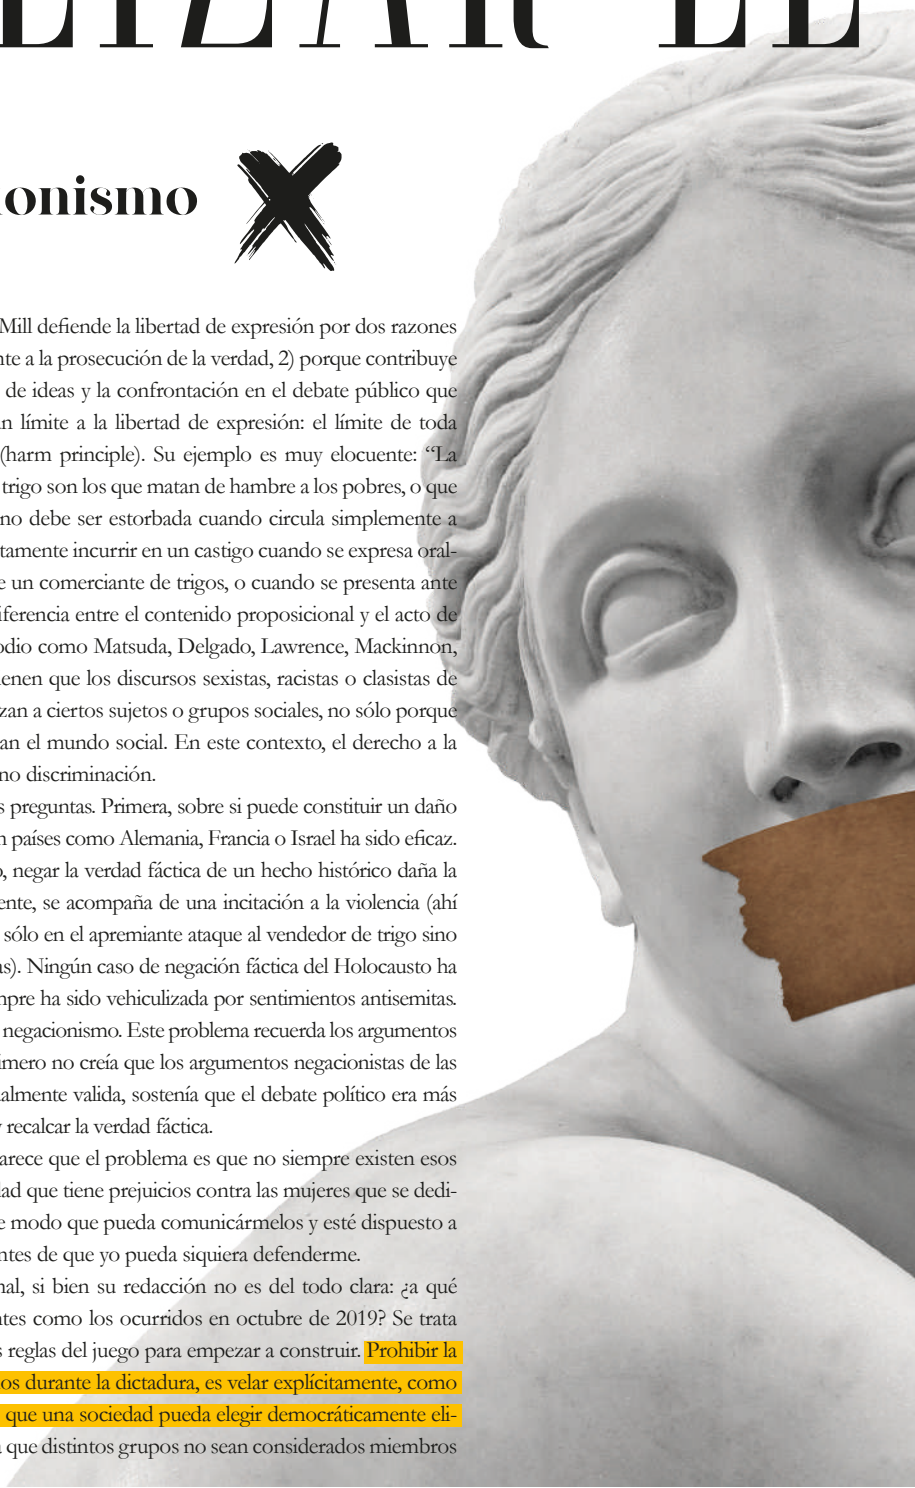 LIZAR EL
ionismo
Mill defiende la libertad de expresión por dos razones
nte a la prosecución de la verdad, 2) porque contribuye
de ideas y la confrontación en el debate público que
n límite a la libertad de expresión: el límite de toda
(harm principle). Su ejemplo es muy elocuente: “La
trigo son los que matan de hambre a los pobres, o que
no debe ser estorbada cuando circula simplemente a
tamente incurrir en un castigo cuando se expresa oral-
e un comerciante de trigos, o cuando se presenta ante
iferencia entre el contenido proposicional y el acto de
odio como Matsuda, Delgado, Lawrence, Mackinnon,
ienen que los discursos sexistas, racistas o clasistas de
zan a ciertos sujetos o grupos sociales, no sólo porque
an el mundo social. En este contexto, el derecho a la
no discriminación.
s preguntas. Primera, sobre si puede constituir un daño
n países como Alemania, Francia o Israel ha sido eficaz.
o, negar la verdad fáctica de un hecho histórico daña la
ente, se acompaña de una incitación a la violencia (ahí
sólo en el apremiante ataque al vendedor de trigo sino
as). Ningún caso de negación fáctica del Holocausto ha
mpre ha sido vehiculizada por sentimientos antisemitas.
negacionismo. Este problema recuerda los argumentos
imero no creía que los argumentos negacionistas de las
almente valida, sostenía que el debate político era más
y recalcar la verdad fáctica.
arece que el problema es que no siempre existen esos
dad que tiene prejuicios contra las mujeres que se dedi-
e modo que pueda comunicármelos y esté dispuesto a
ntes de que yo pueda siquiera defenderme.
nal, si bien su redacción no es del todo clara: ¿a qué
ntes como los ocurridos en octubre de 2019? Se trata
s reglas del juego para empezar a construir. Prohibir la
os durante la dictadura, es velar explícitamente, como
que una sociedad pueda elegir democráticamente eli-
a que distintos grupos no sean considerados miembros